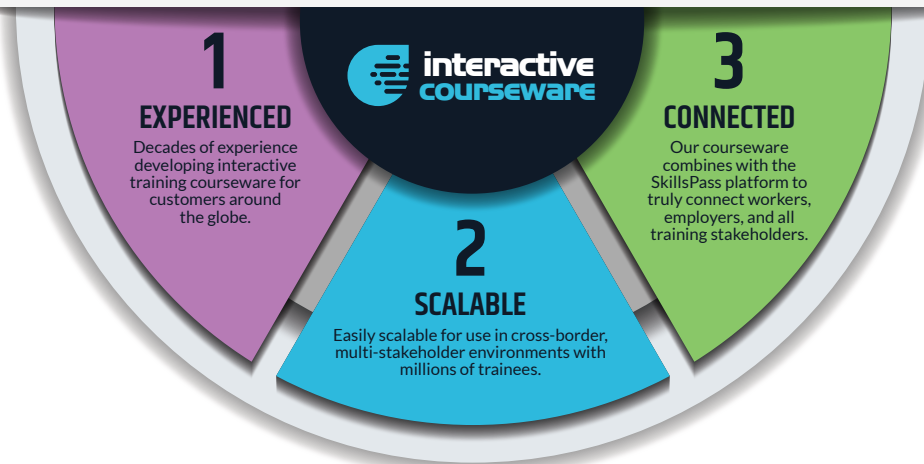 interactive
courseware
1
EXPERIENCED
Decades of experience
developing interactive
training courseware for
customers around
the globe.
2
SCALABLE
Easily scalable for use in cross-border,
multi-stakeholder environments with
millions of trainees.
3
CONNECTED
Our courseware
combines with the
SkillsPass platform to
truly connect workers,
employers, and all
training stakeholders.